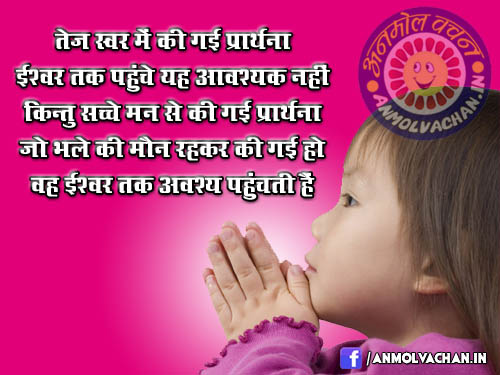 तेज स्वर में की गई प्रार्थना
ईश्वर तक पहुंचे यह आवश्यक नहीं
किन्तु सच्चे मन से की गई प्रार्थना
जो भले की मौन रहकर की गई हो
वह ईश्वर तक अवश्य पहुंचती हैं
अनमोल वचन
ANMOLVACHAN.IN
f /ANMOLVACHAN.IN